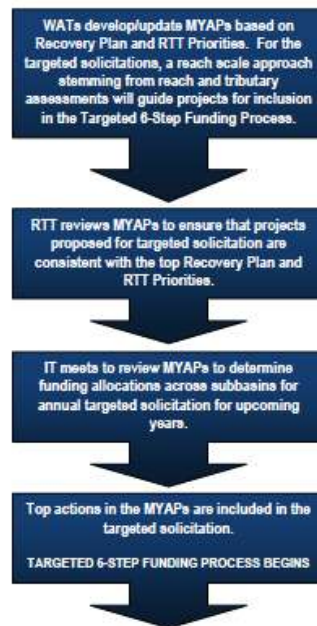 WATs develop/update MYAPs based on
Recovery Plan and RTT Priorities.  For the
targeted solicitations, a reach scale approach
stemming from reach and tributary
assessments will guide projects for inclusion
in the Targeted 6-Step Funding Process.
RTT reviews MYAPs to ensure that projects
proposed for targeted solicitation are
consistent with the top Recovery Plan and
RTT Priorities.
IT meets to review MYAPs to determine
funding allocations across subbasins for
annual targeted solicitation for upcoming
years.
Top actions in the MYAPs are included in the
targeted solicitation.
TARGETED 6-STEP FUNDING PROCESS BEGINS